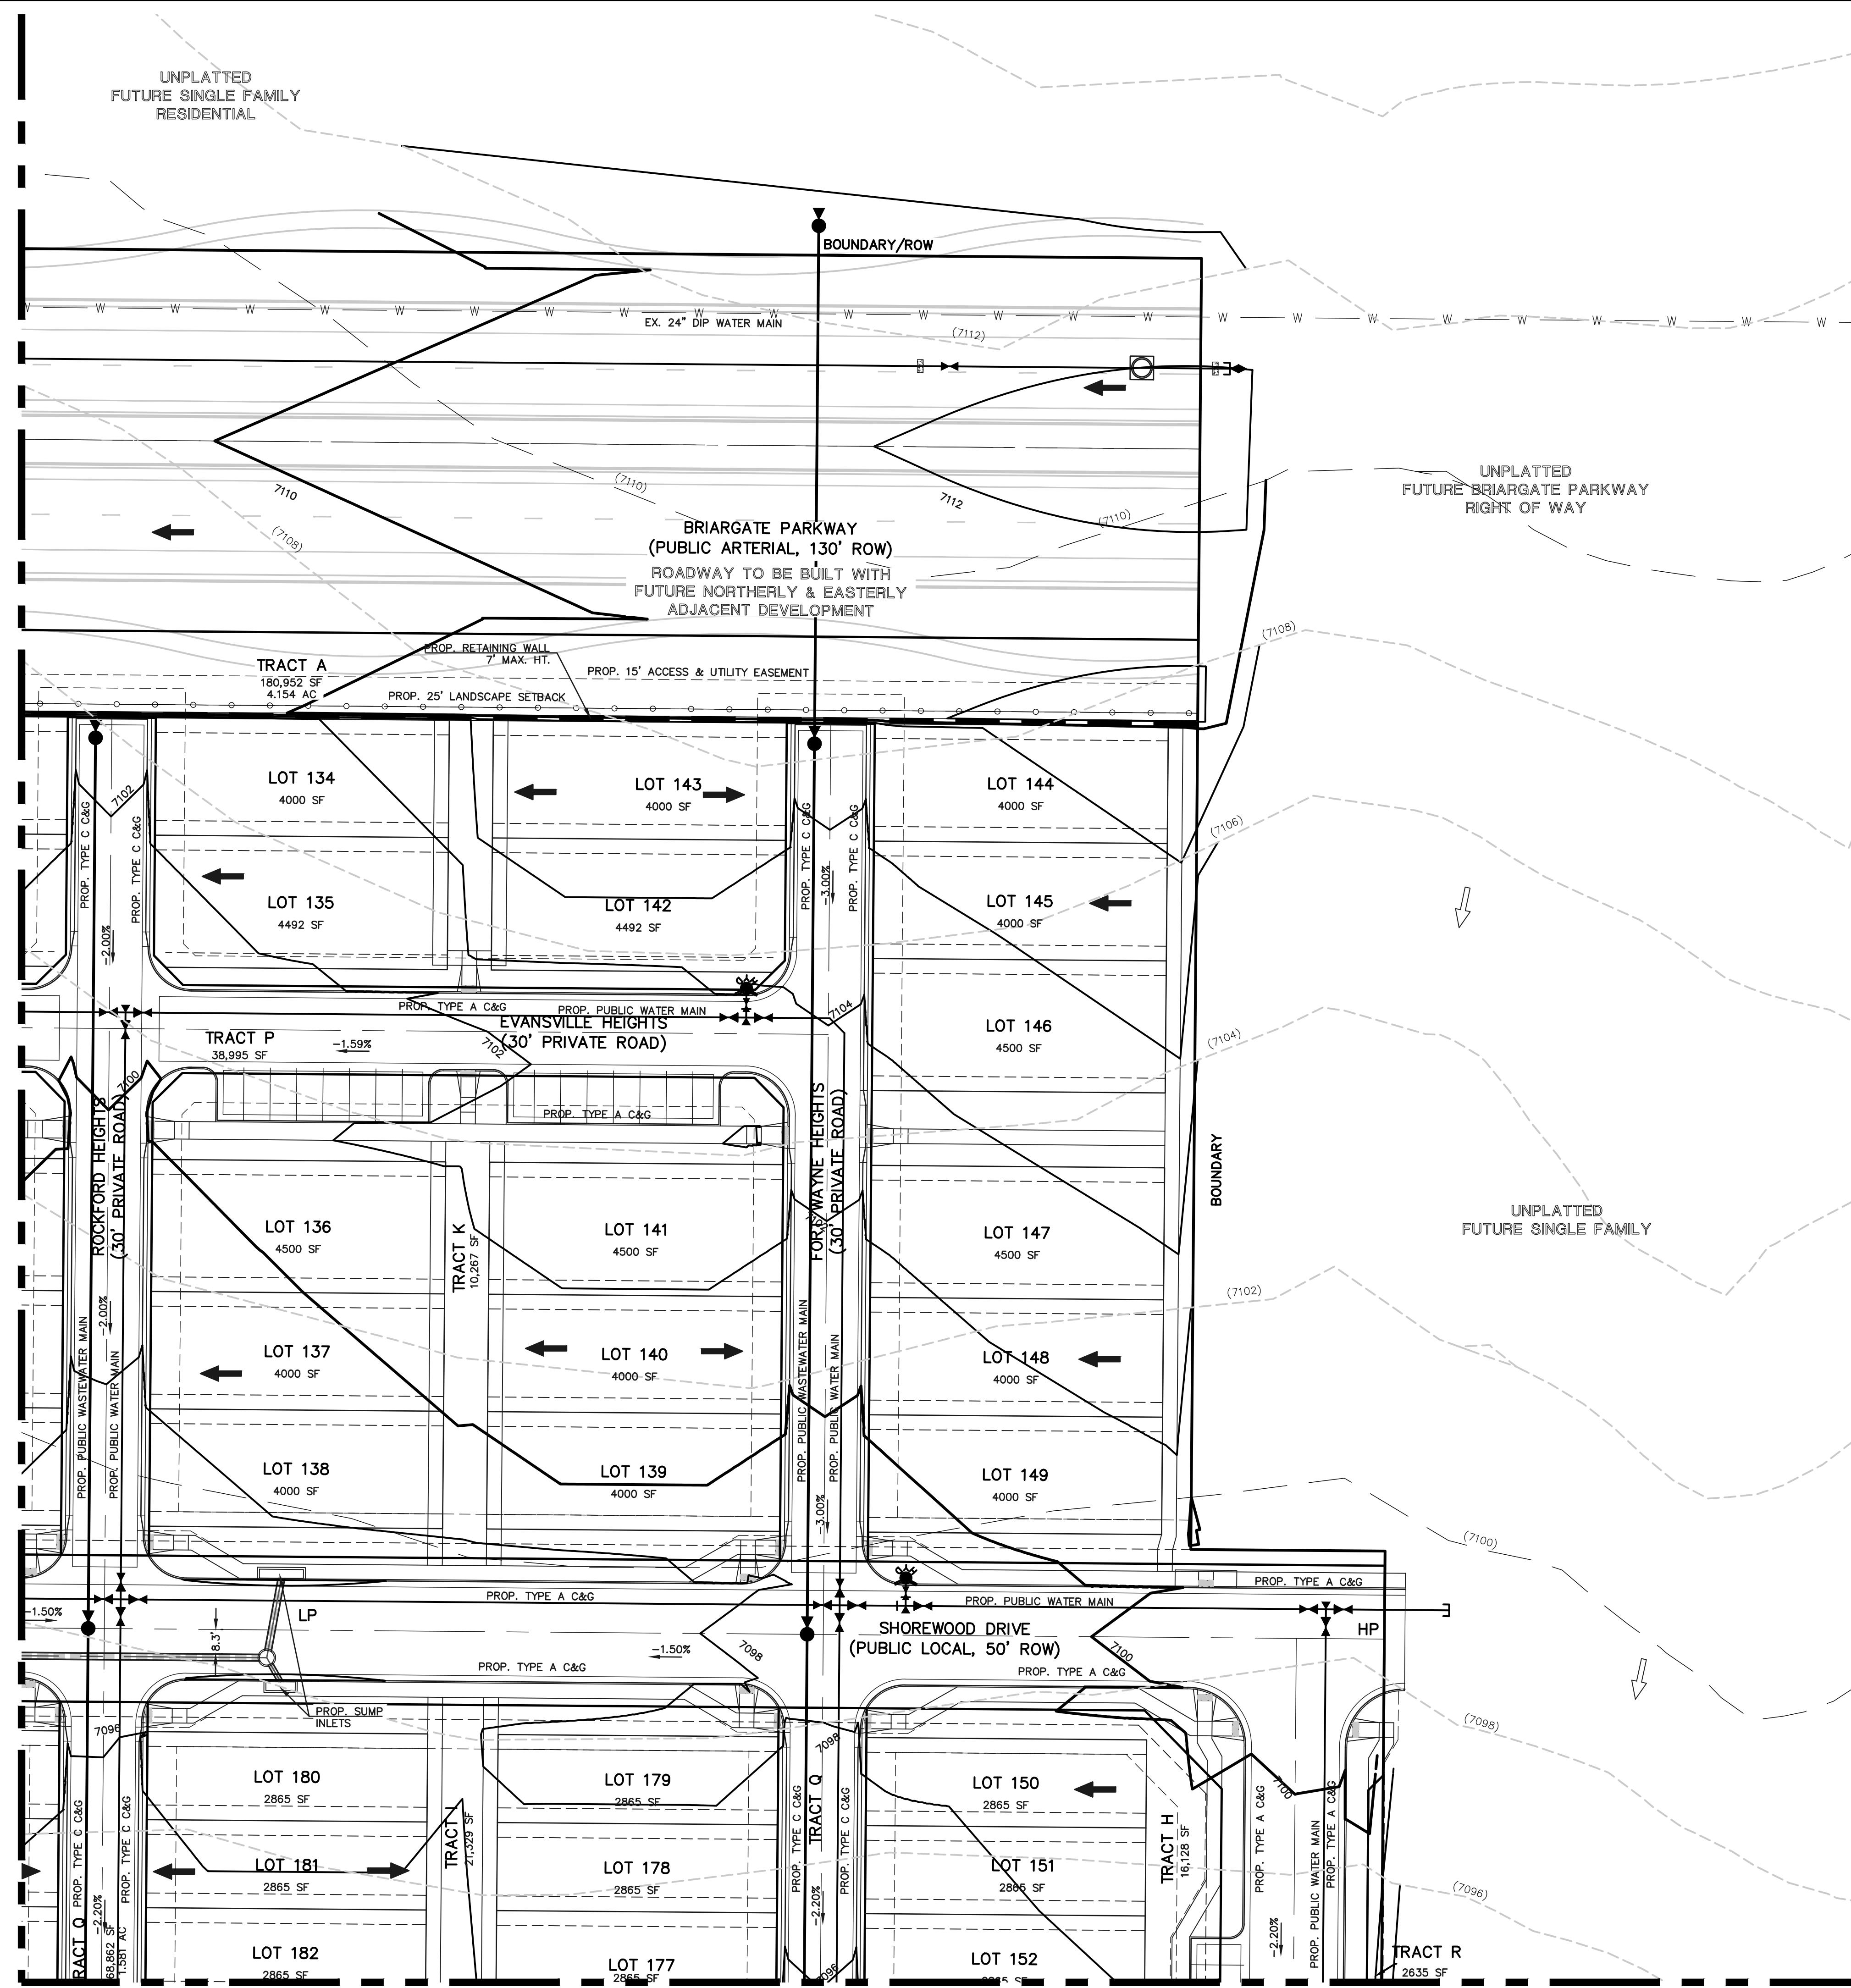 UNPLATTED
FUTURE SINGLE FAMILY
RESIDENTIAL
BOUNDARY/ROW
W W W W W W W W W W W W W W W W W W W W W W W W W
EX. 24" DIP WATER MAIN
(7112)
UNPLATTED
FUTURE BRIARGATE PARKWAY
RIGHT OF WAY
7110
(7110)
7112
(7110)
(7108)
BRIARGATE PARKWAY
(PUBLIC ARTERIAL, 130' ROW)
ROADWAY TO BE BUILT WITH
FUTURE NORTHERLY & EASTERLY
ADJACENT DEVELOPMENT
(7108)
PROP. RETAINING WALL
7' MAX. HT.
TRACT A
180,952 SF
4.154 AC
PROP. 15' ACCESS & UTILITY EASEMENT
PROP. 25' LANDSCAPE SETBACK
LOT 134
4000 SF
LOT 143
4000 SF
LOT 144
4000 SF
7102
(7106)
PROP. TYPE C C&G
PROP. TYPE C C&G
PROP. TYPE C C&G
PROP. TYPE C C&G
-3.00%
LOT 135
4492 SF
LOT 142
4492 SF
LOT 145
4000 SF
-2.00%
PROP. TYPE A C&G
PROP. PUBLIC WATER MAIN
7104
EVANSVILLE HEIGHTS
(30' PRIVATE ROAD)
LOT 146
4500 SF
(7104)
TRACT P
38,995 SF
-1.59%
7102
7100
PROP. TYPE A C&G
ROCKFORD HEIGHTS
(30' PRIVATE ROAD)
FORT WAYNE HEIGHTS
(30' PRIVATE ROAD)
BOUNDARY
LOT 136
4500 SF
TRACT K
10,267 SF
LOT 141
4500 SF
LOT 147
4500 SF
UNPLATTED
FUTURE SINGLE FAMILY
(7102)
-2.00%
LOT 137
4000 SF
LOT 140
4000 SF
LOT 148
4000 SF
PROP. PUBLIC WASTEWATER MAIN
PROP. PUBLIC WATER MAIN
PROP. PUBLIC WASTEWATER MAIN
PROP. PUBLIC WATER MAIN
LOT 138
4000 SF
LOT 139
4000 SF
LOT 149
4000 SF
-3.00%
(7100)
PROP. TYPE A C&G
PROP. TYPE A C&G
PROP. PUBLIC WATER MAIN
-1.50%
LP
8.3'
SHOREWOOD DRIVE
(PUBLIC LOCAL, 50' ROW)
HP
-1.50%
7098
7100
PROP. TYPE A C&G
PROP. TYPE A C&G
PROP. SUMP
INLETS
7096
7098
(7098)
LOT 180
2865 SF
LOT 179
2865 SF
LOT 150
2865 SF
7100
PROP. TYPE C C&G
PROP. TYPE C C&G
TRACT I
21,329 SF
PROP. TYPE C C&G
TRACT Q
PROP. TYPE C C&G
TRACT H
16,128 SF
PROP. TYPE A C&G
PROP. PUBLIC WATER MAIN
PROP. TYPE A C&G
LOT 181
2865 SF
LOT 178
2865 SF
LOT 151
2865 SF
(7096)
RACT Q
68,862 SF
1.581 AC
-2.20%
-2.20%
-2.20%
LOT 182
2865 SF
LOT 177
2865 SF
7096
LOT 152
2865 SF
TRACT R
2635 SF